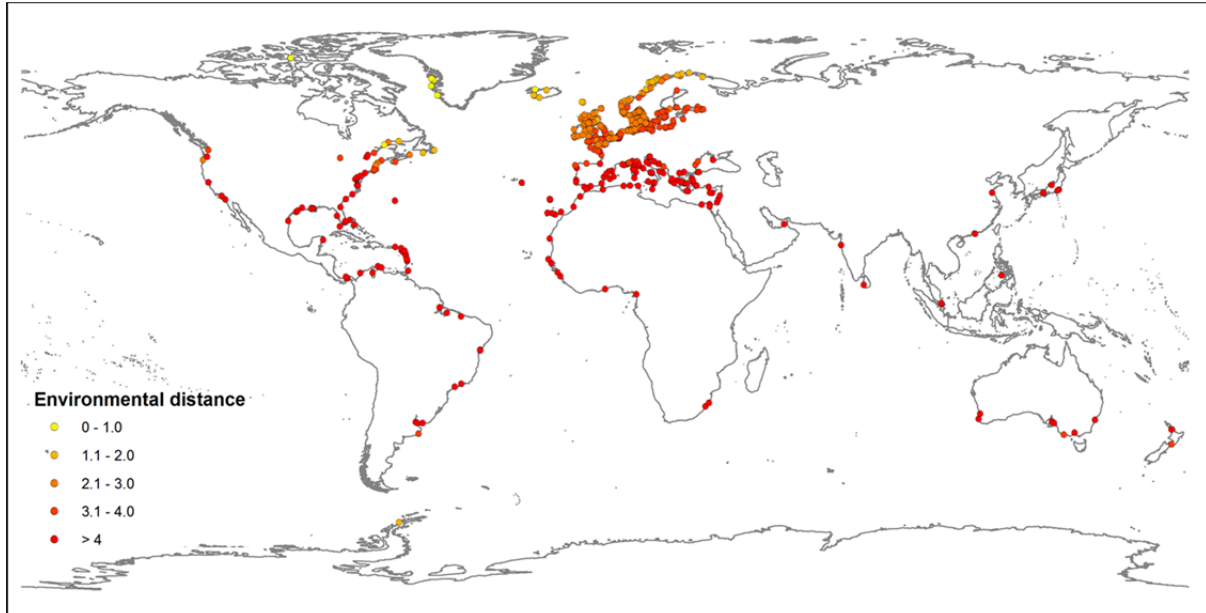 Environmental distance
0 - 1.0
1.1 - 2.0
2.1 - 3.0
3.1 - 4.0
> 4